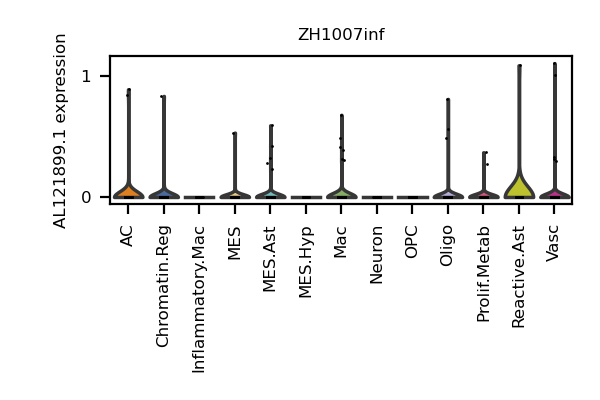 ZH1007inf
AL121899.1 expression
1
0
AC
Chromatin.Reg
Inflammatory.Mac
MES
MES.Ast
MES.Hyp
Mac
Neuron
OPC
Oligo
Prolif.Metab
Reactive.Ast
Vasc